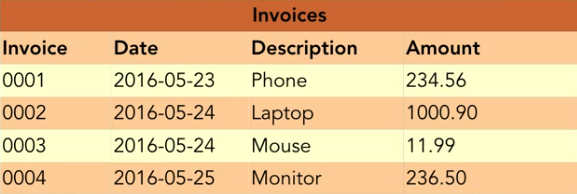 Invoices
Invoice Date Description Amount
0001 2016-05-23 Phone 234.56
0002 2016-05-24 Laptop 1000.90
0003 2016-05-24 Mouse 11.99
0004 2016-05-25 Monitor 236.50